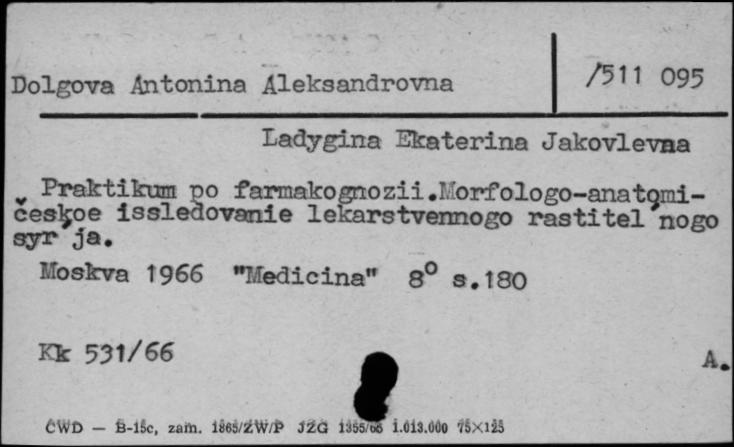 Dolgova Antonina Aleksandrovna
/511 095
Ladygina Ekaterina Jakovlevna
Praktikum po farmakognozii.Morfologo-anatomi-
českoe issledovanie lekarstvennogo rastitel'nogo
syr'ja.
Moskva 1966 "Medicina" 8° s.180
Kk 531/66
A.
CWD — B-15c, zam. 1865/ZW/P JZG 1355/66 1.013.000 75×125